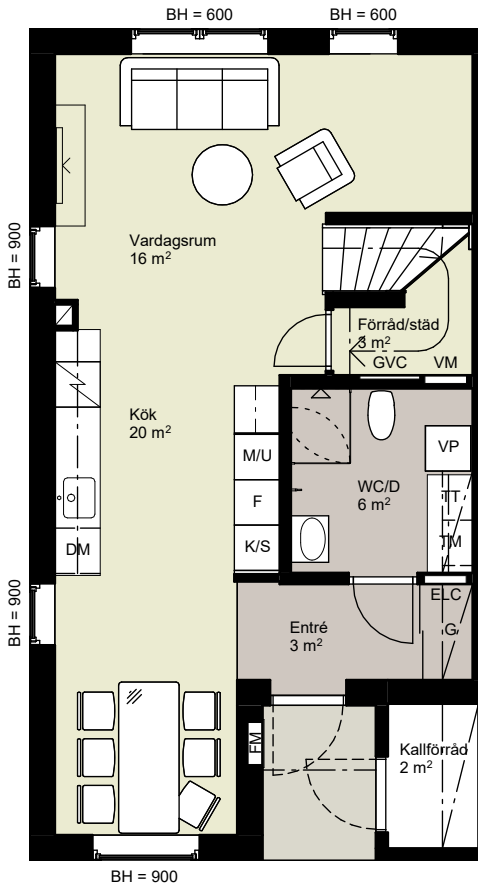 BH = 600 BH = 600
BH = 900
Vardagsrum
16 m²
Förråd/städ
3 m²
GVC VM
Kök
20 m²
M/U
F
K/S
DM
VP
WC/D
6 m²
TT
TM
BH = 900
ELC
G
Entré
3 m²
FM
Kallförråd
2 m²
BH = 900